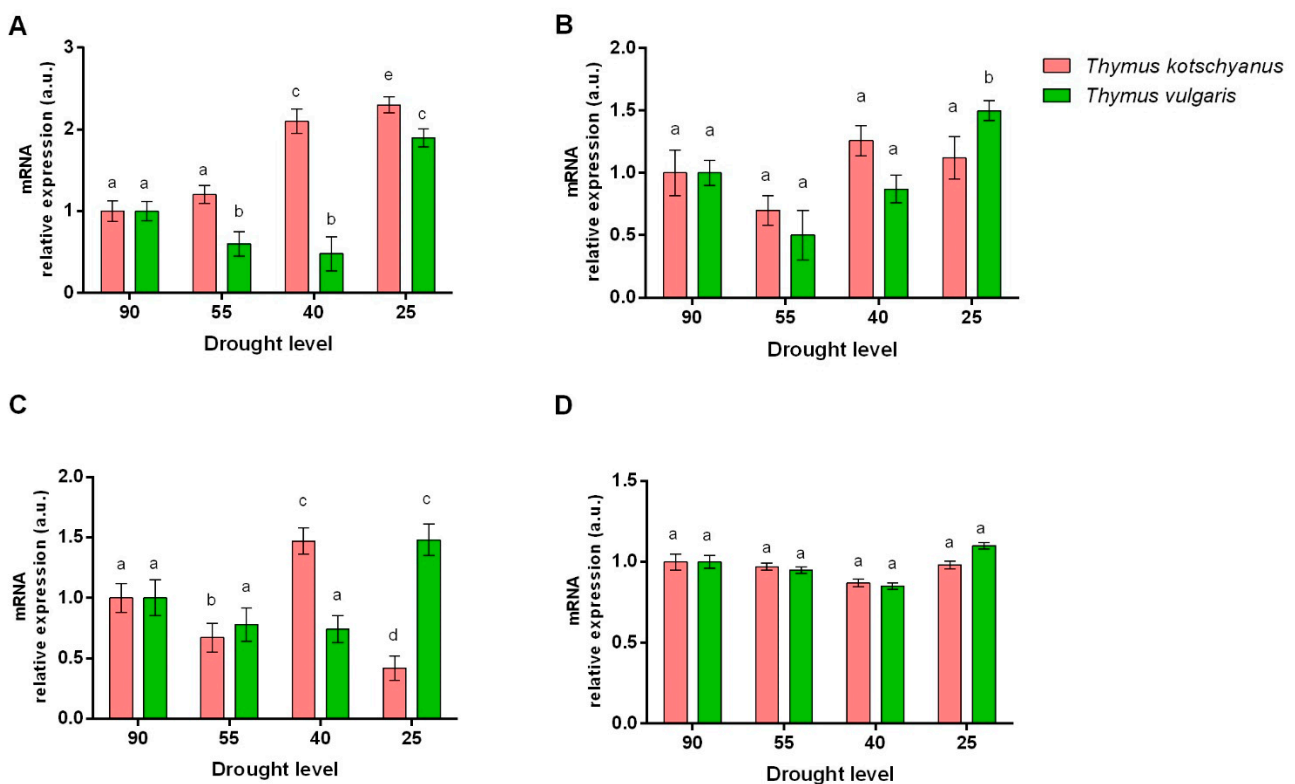 A
3
2
1
0
mRNA
relative expression (a.u.)
a a a b c b e c
90 55 40 25
Drought level
B
2.0
1.5
1.0
0.5
0.0
mRNA
relative expression (a.u.)
a a a a a a a b
90 55 40 25
Drought level
Thymus kotschyanus
Thymus vulgaris
C
2.0
1.5
1.0
0.5
0.0
mRNA
relative expression (a.u.)
a a b a c a d c
90 55 40 25
Drought level
D
1.5
1.0
0.5
0.0
mRNA
relative expression (a.u.)
a a a a a a a a
90 55 40 25
Drought level